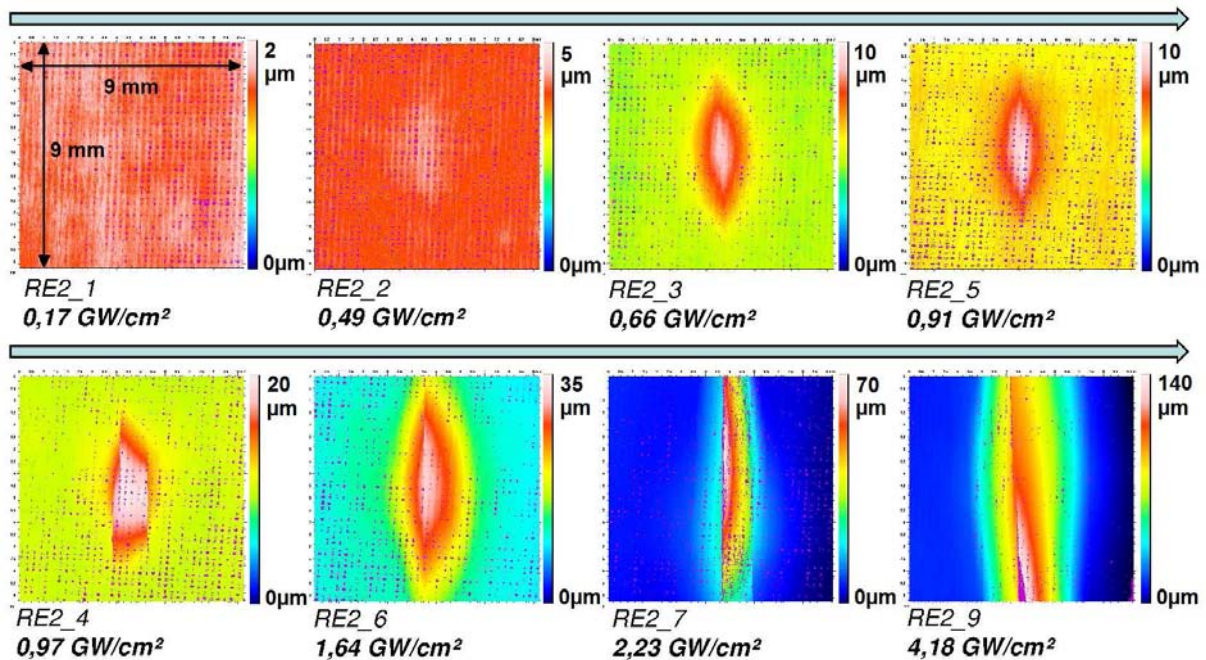 2
µm
9 mm
9 mm
0µm
RE2_1
0,17 GW/cm²
5
µm
0µm
RE2_2
0,49 GW/cm²
10
µm
0µm
RE2_3
0,66 GW/cm²
10
µm
0µm
RE2_5
0,91 GW/cm²
20
µm
0µm
RE2_4
0,97 GW/cm²
35
µm
0µm
RE2_6
1,64 GW/cm²
70
µm
0µm
RE2_7
2,23 GW/cm²
140
µm
0µm
RE2_9
4,18 GW/cm²